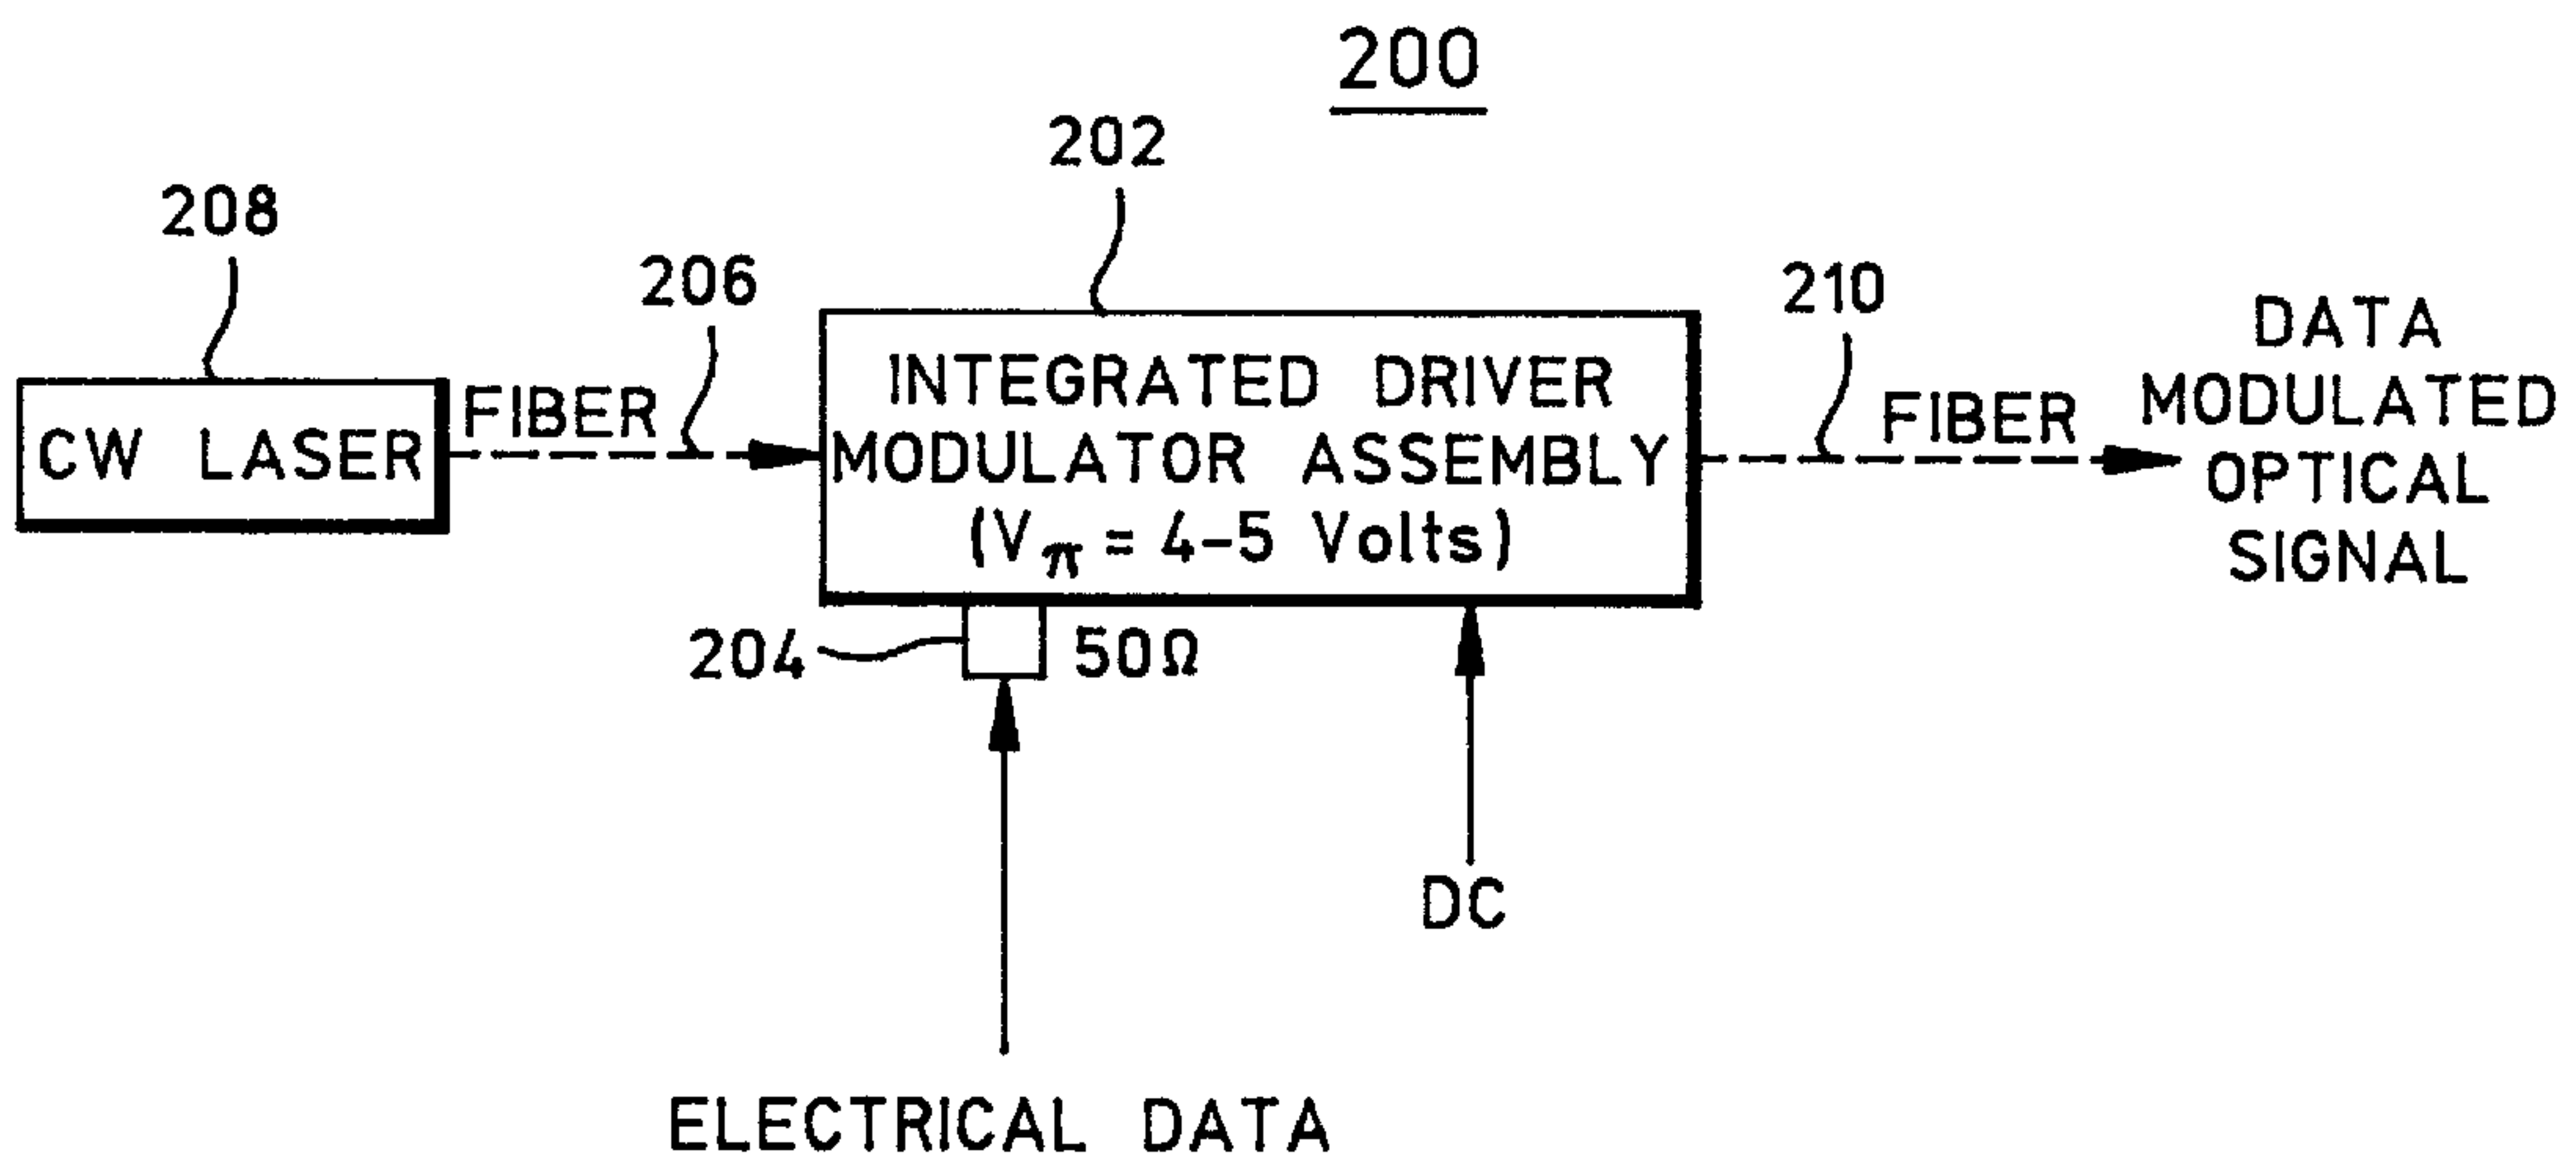 200
202
208
206
210
CW LASER
FIBER
INTEGRATED DRIVER
MODULATOR ASSEMBLY
(Vπ = 4-5 Volts)
FIBER
DATA
MODULATED
OPTICAL
SIGNAL
204
50Ω
DC
ELECTRICAL DATA